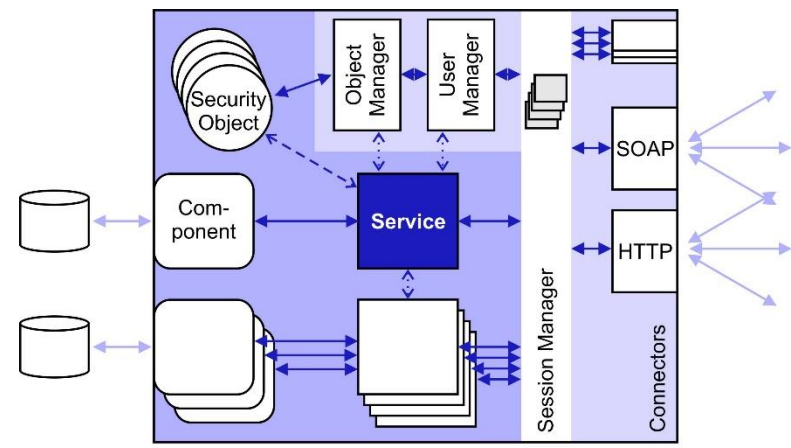 Security
Object
Object
Manager
User
Manager
SOAP
Com-
ponent
Service
HTTP
Session Manager
Connectors